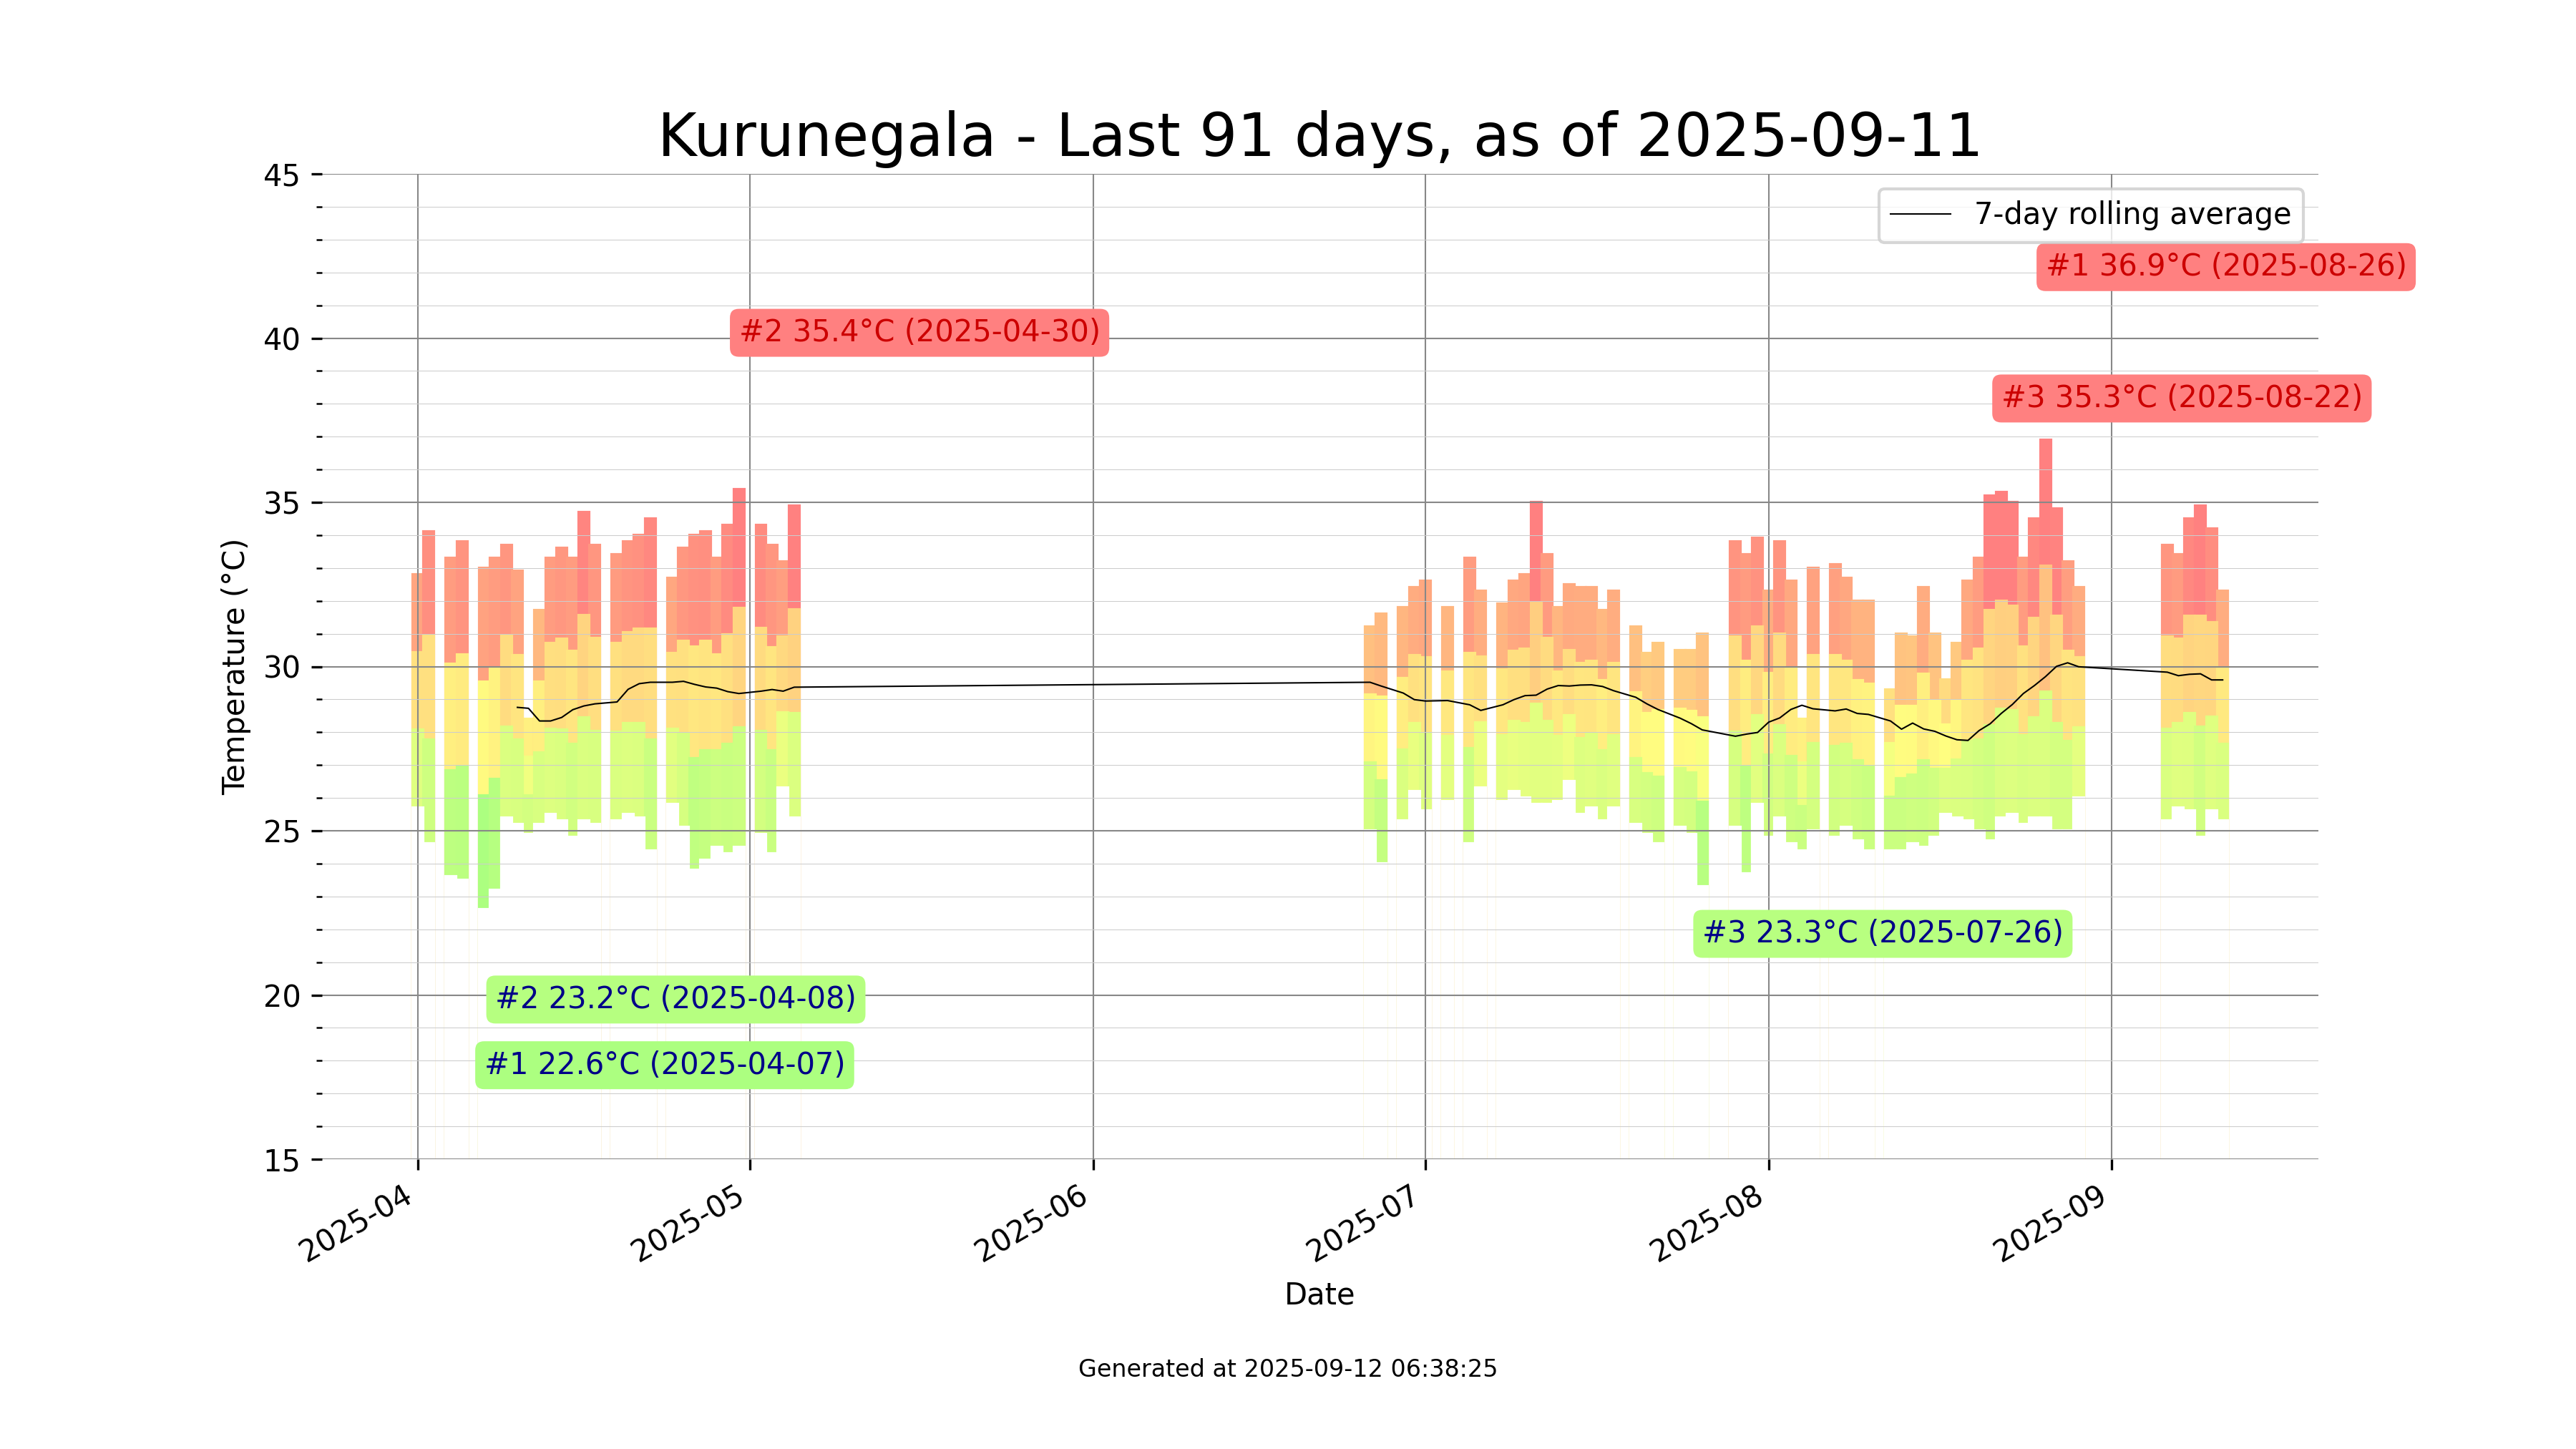 Kurunegala - Last 91 days, as of 2025-09-11
45
7-day rolling average
#1 36.9°C (2025-08-26)
#2 35.4°C (2025-04-30)
40
#3 35.3°C (2025-08-22)
35
Temperature (°C)
30
25
#3 23.3°C (2025-07-26)
#2 23.2°C (2025-04-08)
20
#1 22.6°C (2025-04-07)
15
2025-04
2025-05
2025-06
2025-07
2025-08
2025-09
Date
Generated at 2025-09-12 06:38:25